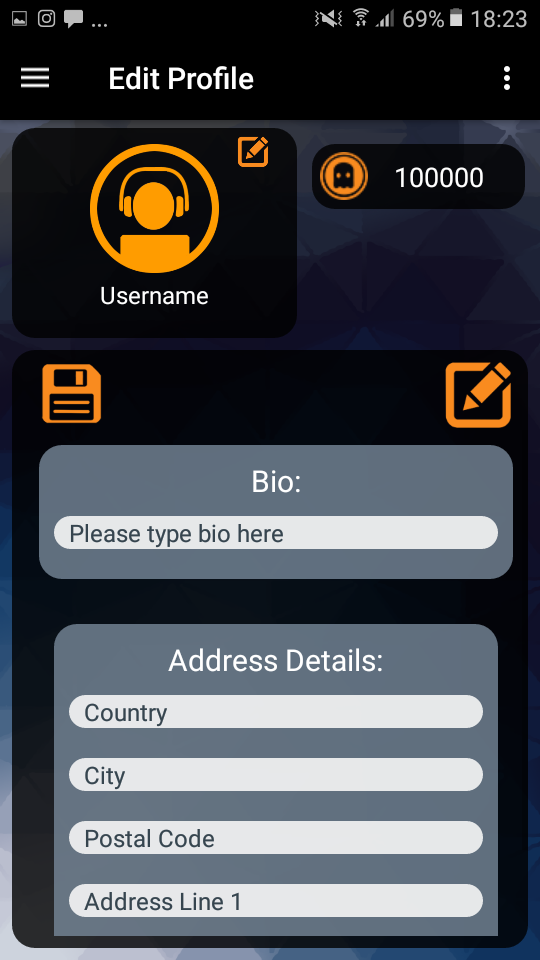 ... 69% 18:23
Edit Profile
100000
Username
Bio:
Please type bio here
Address Details:
Country
City
Postal Code
Address Line 1